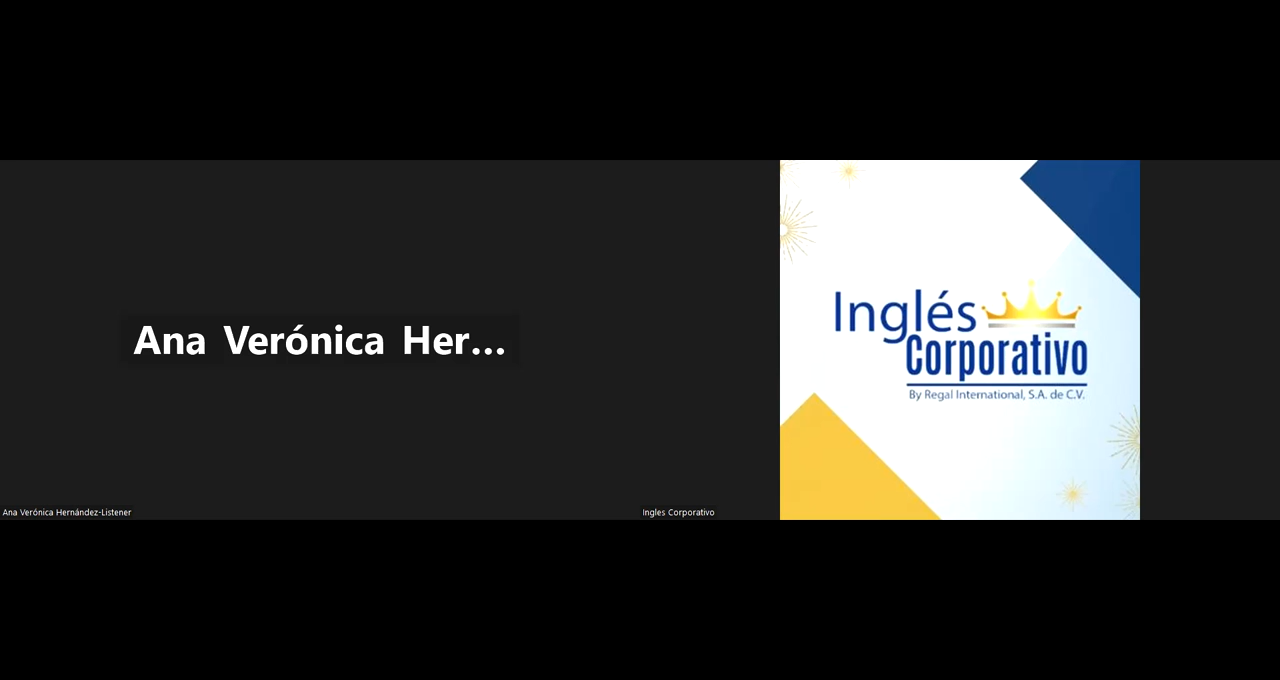 Ana Verónica Her...
Ana Verónica Hernández-Listener
Inglés
Corporativo
By Regal International, S.A. de C.V.
Ingles Corporativo